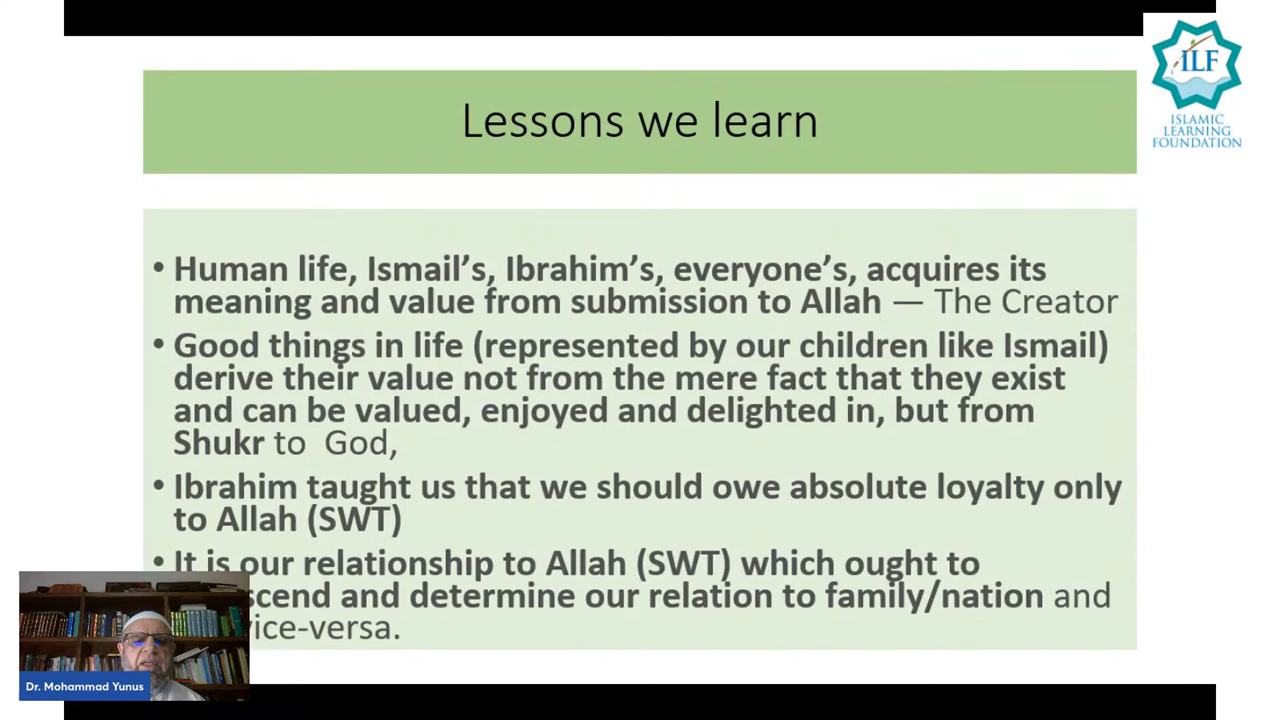 ILF
ISLAMIC
LEARNING
FOUNDATION
Lessons we learn
• Human life, Ismail's, Ibrahim's, everyone's, acquires its
meaning and value from submission to Allah — The Creator
• Good things in life (represented by our children like Ismail)
derive their value not from the mere fact that they exist
and can be valued, enjoyed and delighted in, but from
Shukr to God,
• Ibrahim taught us that we should owe absolute loyalty only
to Allah (SWT)
• It is our relationship to Allah (SWT) which ought to
scend and determine our relation to family/nation and
vice-versa.
Dr. Mohammad Yunus